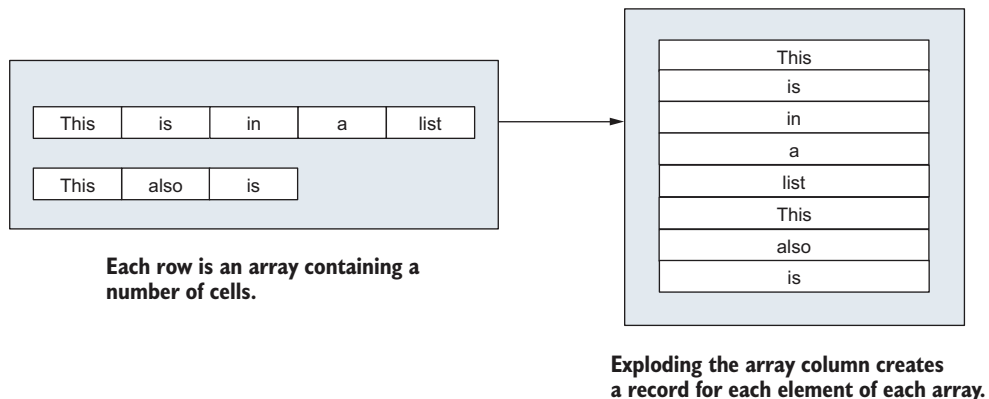 This is in a list
This also is
Each row is an array containing a
number of cells.
This
is
in
a
list
This
also
is
Exploding the array column creates
a record for each element of each array.